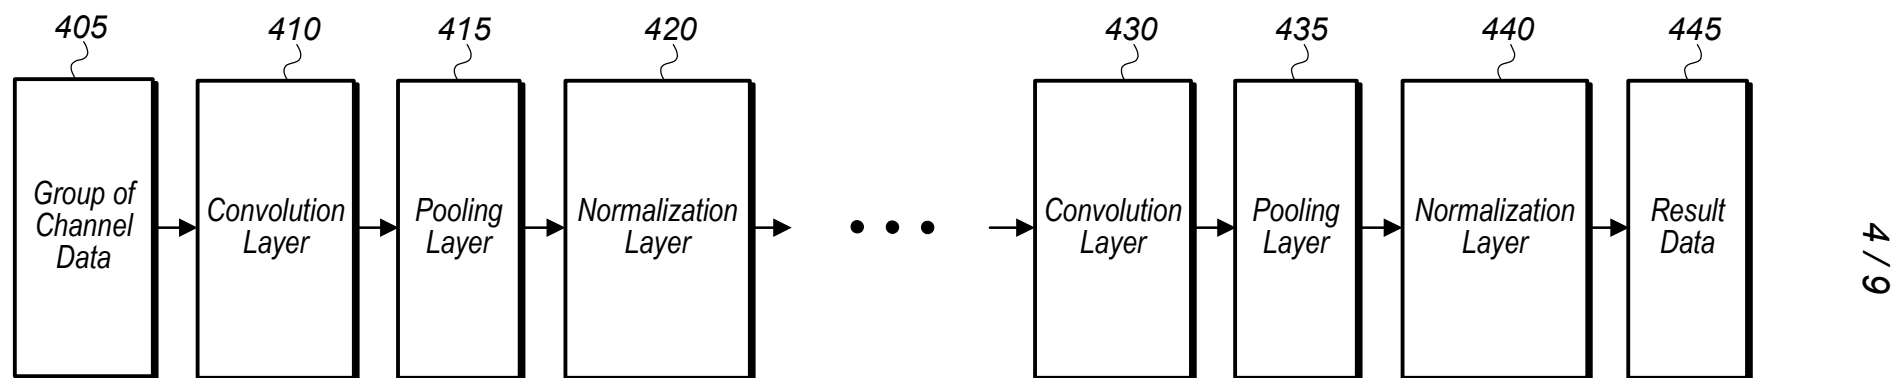 405
410
415
420
430
435
440
445
Group of
Channel
Data
Convolution
Layer
Pooling
Layer
Normalization
Layer
Convolution
Layer
Pooling
Layer
Normalization
Layer
Result
Data
4 / 9